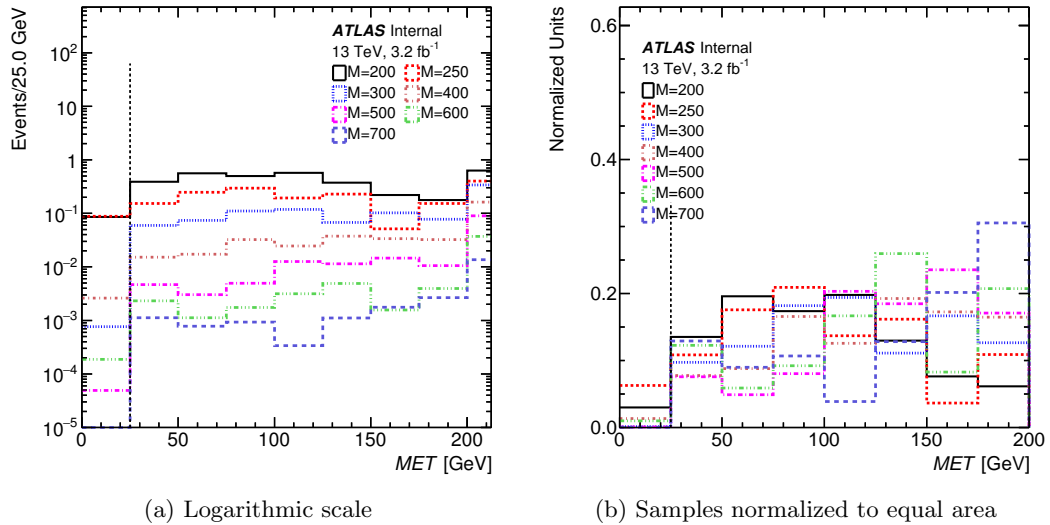 Events/25.0 GeV
10²
10
1
10⁻¹
10⁻²
10⁻³
10⁻⁴
10⁻⁵
ATLAS Internal
13 TeV, 3.2 fb⁻¹
M=200 M=250
M=300 M=400
M=500 M=600
M=700
0 50 100 150 200
MET [GeV]
(a) Logarithmic scale
Normalized Units
0.6
0.4
0.2
0.0
ATLAS Internal
13 TeV, 3.2 fb⁻¹
M=200
M=250
M=300
M=400
M=500
M=600
M=700
0 50 100 150 200
MET [GeV]
(b) Samples normalized to equal area